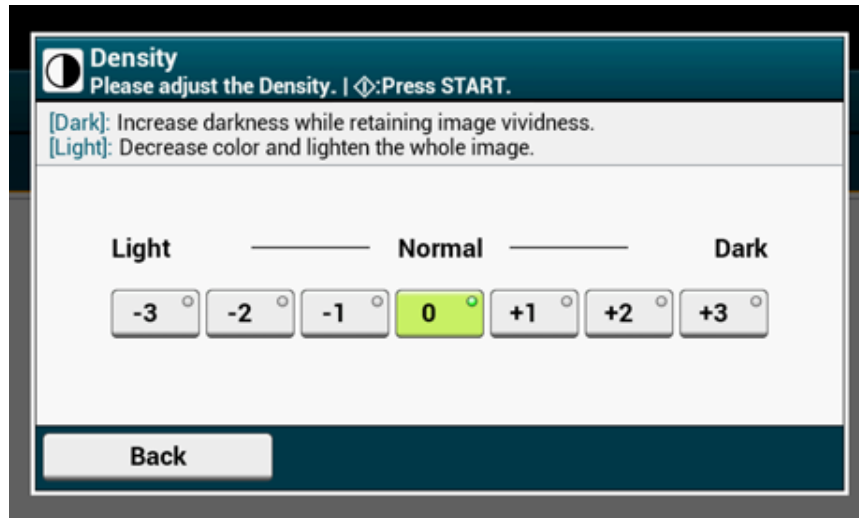 Density
Please adjust the Density. | :Press START.
[Dark]: Increase darkness while retaining image vividness.
[Light]: Decrease color and lighten the whole image.
Light Normal Dark
-3 -2 -1 0 +1 +2 +3
Back